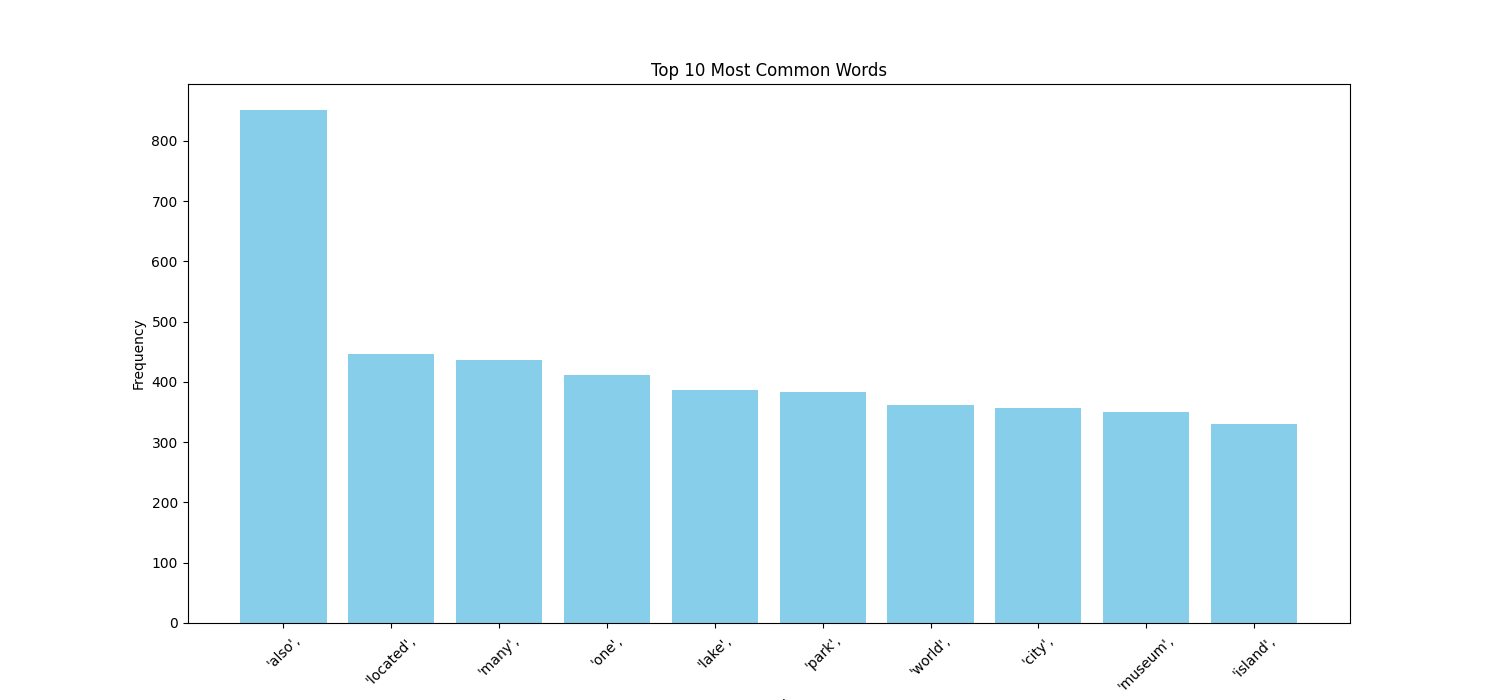 Top 10 Most Common Words
800
700
600
500
400
300
200
100
0
Frequency
'also',
'located',
'many',
'one',
'lake',
'park',
'world',
'city',
'museum',
'island',